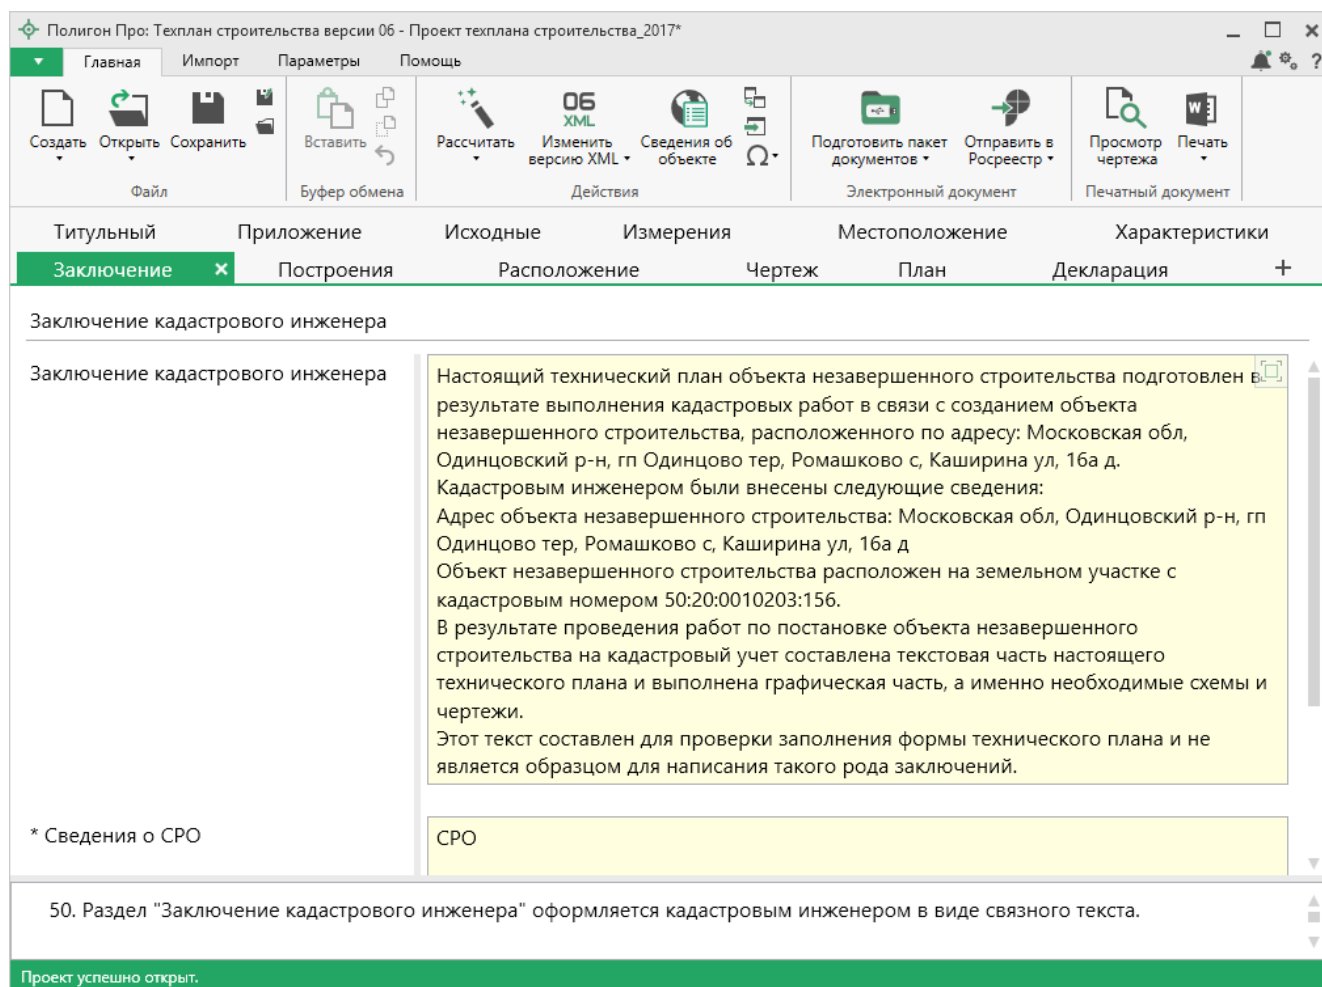 Полигон Про: Техплан строительства версии 06 - Проект техплана строительства_2017*
Главная Импорт Параметры Помощь
Создать Открыть Сохранить Вставить Рассчитать 06 XML Изменить версию XML Сведения об объекте Подготовить пакет документов Отправить в Росреестр Просмотр чертежа Печать
Файл Буфер обмена Действия Электронный документ Печатный документ
Титульный Приложение Исходные Измерения Местоположение Характеристики
Заключение Построения Расположение Чертеж План Декларация +
Заключение кадастрового инженера
Заключение кадастрового инженера
Настоящий технический план объекта незавершенного строительства подготовлен в
результате выполнения кадастровых работ в связи с созданием объекта
незавершенного строительства, расположенного по адресу: Московская обл,
Одинцовский р-н, гп Одинцово тер, Ромашково с, Каширина ул, 16а д.
Кадастровым инженером были внесены следующие сведения:
Адрес объекта незавершенного строительства: Московская обл, Одинцовский р-н, гп
Одинцово тер, Ромашково с, Каширина ул, 16а д
Объект незавершенного строительства расположен на земельном участке с
кадастровым номером 50:20:0010203:156.
В результате проведения работ по постановке объекта незавершенного
строительства на кадастровый учет составлена текстовая часть настоящего
технического плана и выполнена графическая часть, а именно необходимые схемы и
чертежи.
Этот текст составлен для проверки заполнения формы технического плана и не
является образцом для написания такого рода заключений.
* Сведения о СРО
СРО
50. Раздел "Заключение кадастрового инженера" оформляется кадастровым инженером в виде связного текста.
Проект успешно открыт.